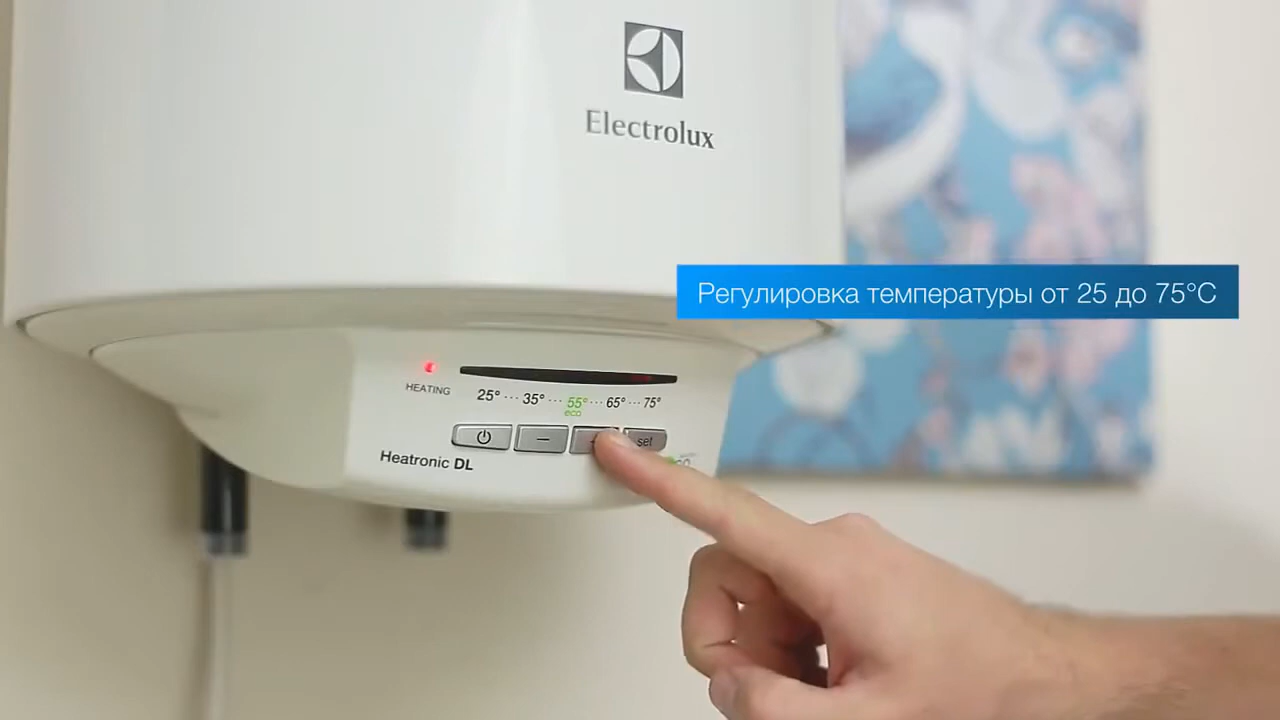 Electrolux
Регулировка температуры от 25 до 75°C
HEATING
25° ··· 35° ··· 55° ··· 65° ··· 75°
eco
set
Heatronic DL